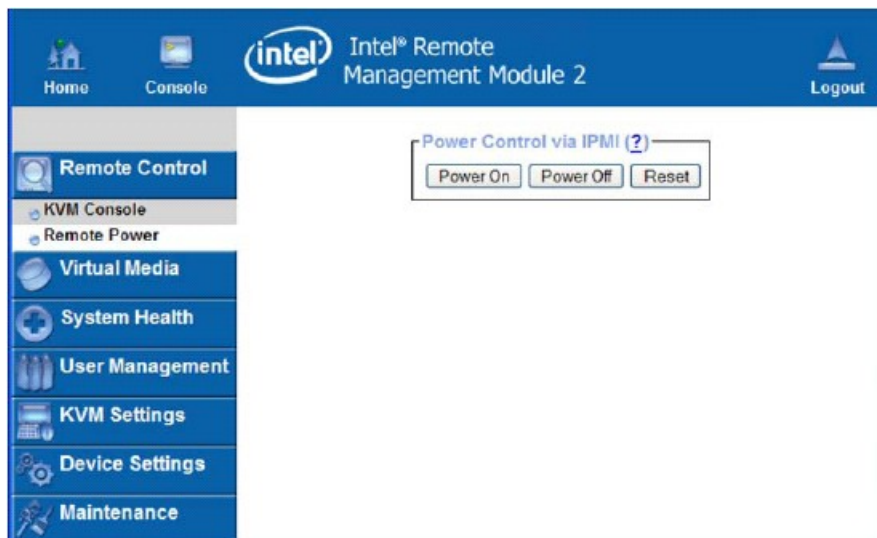 Home
Console
intel
Intel® Remote
Management Module 2
Logout
Remote Control
KVM Console
Remote Power
Virtual Media
System Health
User Management
KVM Settings
Device Settings
Maintenance
Power Control via IPMI (?)
Power On
Power Off
Reset